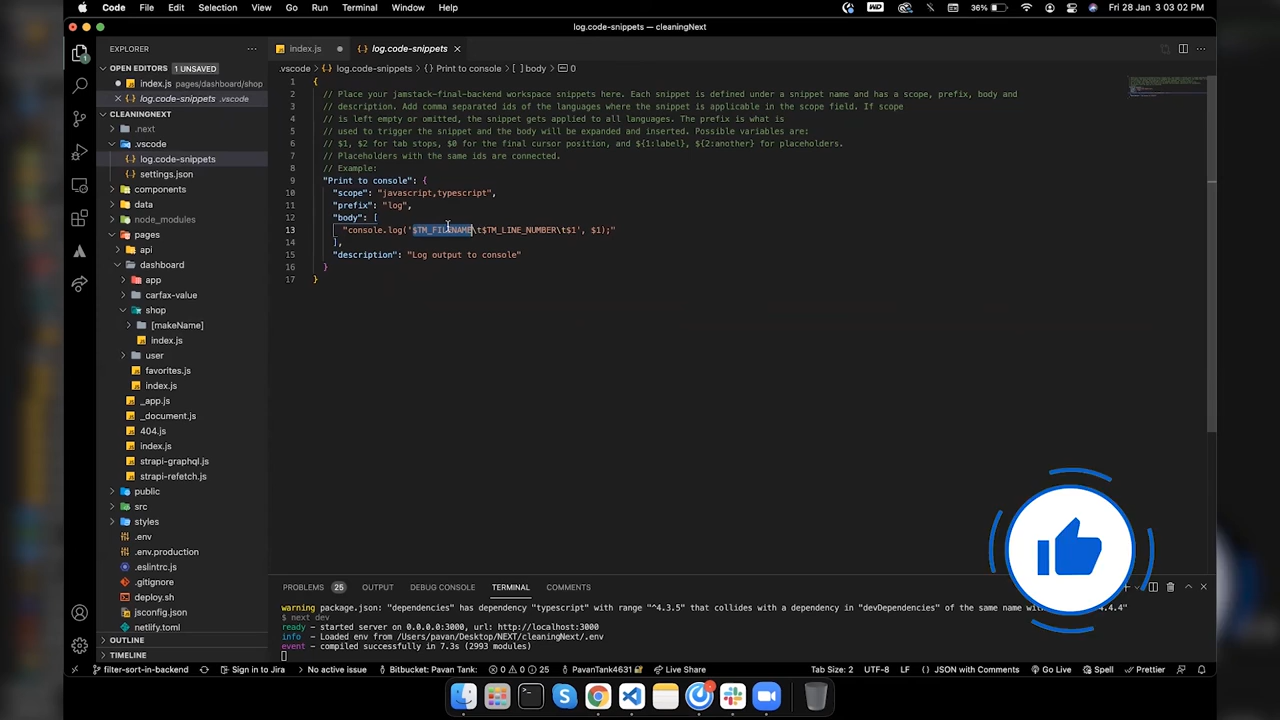 Code File Edit Selection View Go Run Terminal Window Help
36% Fri 28 Jan 3 03 02 PM
log.code-snippets — cleaningNext
EXPLORER
index.js
log.code-snippets
OPEN EDITORS 1 UNSAVED
index.js pages/dashboard/shop
log.code-snippets .vscode
CLEANINGNEXT
.next
.vscode
log.code-snippets
settings.json
components
data
node_modules
pages
api
dashboard
app
carfax-value
shop
[makeName]
index.js
user
favorites.js
index.js
_app.js
_document.js
404.js
index.js
strapi-graphql.js
strapi-refetch.js
public
src
styles
.env
.env.production
.eslintrc.js
.gitignore
deploy.sh
jsconfig.json
netlify.toml
OUTLINE
TIMELINE
.vscode > log.code-snippets > {} Print to console > [ ] body > 0
1 {
2 // Place your jamstack-final-backend workspace snippets here. Each snippet is defined under a snippet name and has a scope, prefix, body and
3 // description. Add comma separated ids of the languages where the snippet is applicable in the scope field. If scope
4 // is left empty or omitted, the snippet gets applied to all languages. The prefix is what is
5 // used to trigger the snippet and the body will be expanded and inserted. Possible variables are:
6 // $1, $2 for tab stops, $0 for the final cursor position, and ${1:label}, ${2:another} for placeholders.
7 // Placeholders with the same ids are connected.
8 // Example:
9 "Print to console": {
10 "scope": "javascript,typescript",
11 "prefix": "log",
12 "body": [
13 "console.log('$TM_FILENAME\t$TM_LINE_NUMBER\t$1', $1);"
14 ],
15 "description": "Log output to console"
16 }
17 }
PROBLEMS 25 OUTPUT DEBUG CONSOLE TERMINAL COMMENTS
warning package.json: "dependencies" has dependency "typescript" with range "^4.3.5" that collides with a dependency in "devDependencies" of the same name 4.4.4"
$ next dev
ready - started server on 0.0.0.0:3000, url: http://localhost:3000
info - Loaded env from /Users/pavan/Desktop/NEXT/cleaningNext/.env
event - compiled successfully in 7.3s (2993 modules)
filter-sort-in-backend Sign in to Jira No active issue Bitbucket: Pavan Tank: 0 0 25 PavanTank4631 Live Share Tab Size: 2 UTF-8 LF {} JSON with Comments Go Live Spell Prettier